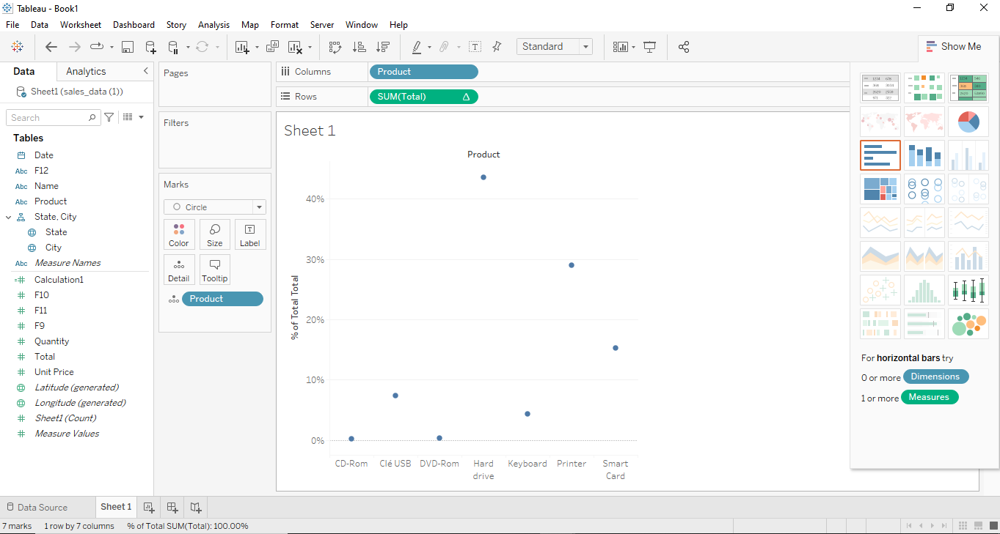 Tableau - Book1
File Data Worksheet Dashboard Story Analysis Map Format Server Window Help
Standard
Show Me
Data Analytics
Sheet1 (sales_data (1))
Search
Tables
Date
Abc F12
Abc Name
Abc Product
State, City
State
City
Abc Measure Names
Calculation1
F10
F11
F9
Quantity
Total
Unit Price
Latitude (generated)
Longitude (generated)
Sheet1 (Count)
Measure Values
Pages
Filters
Marks
Circle
Color Size Label
Detail Tooltip
Product
Columns Product
Rows SUM(Total)
Sheet 1
Product
% of Total Total
40%
30%
20%
10%
0%
CD-Rom Clé USB DVD-Rom Hard drive Keyboard Printer Smart Card
For horizontal bars try
0 or more Dimensions
1 or more Measures
Data Source Sheet 1
7 marks 1 row by 7 columns % of Total SUM(Total): 100.00%